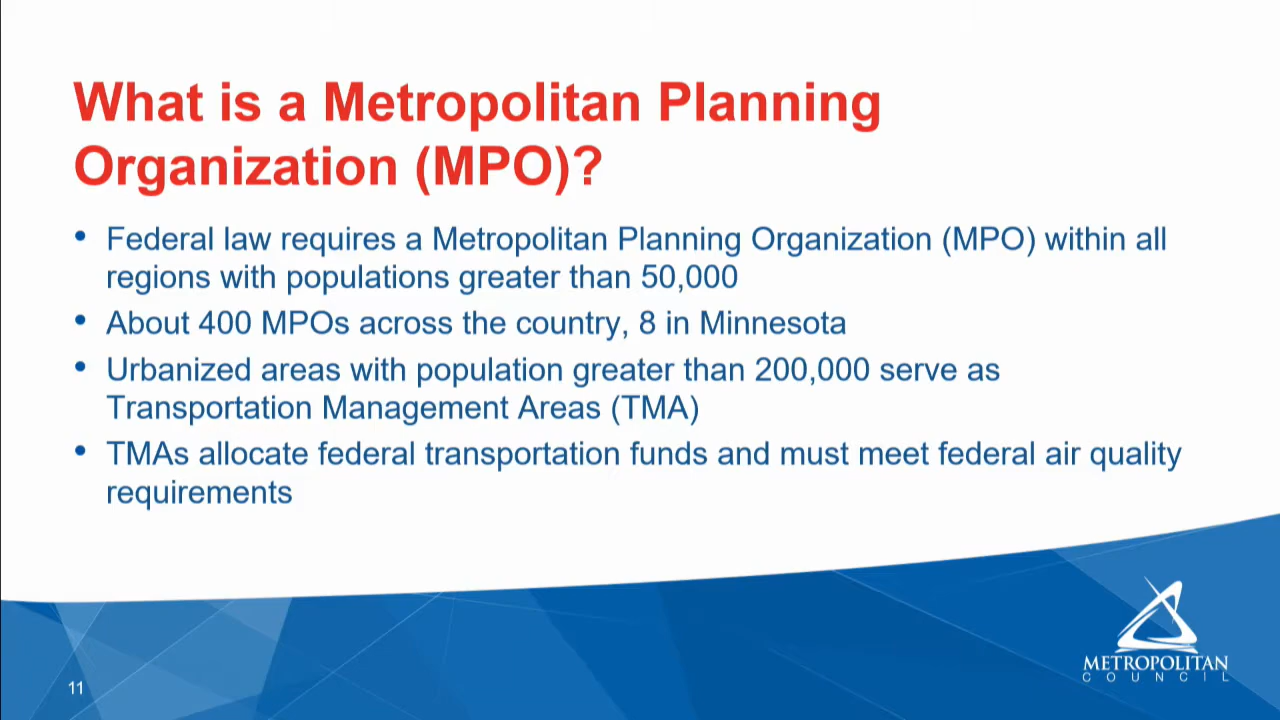 What is a Metropolitan Planning
Organization (MPO)?
• Federal law requires a Metropolitan Planning Organization (MPO) within all
regions with populations greater than 50,000
• About 400 MPOs across the country, 8 in Minnesota
• Urbanized areas with population greater than 200,000 serve as
Transportation Management Areas (TMA)
• TMAs allocate federal transportation funds and must meet federal air quality
requirements
11
METROPOLITAN
COUNCIL